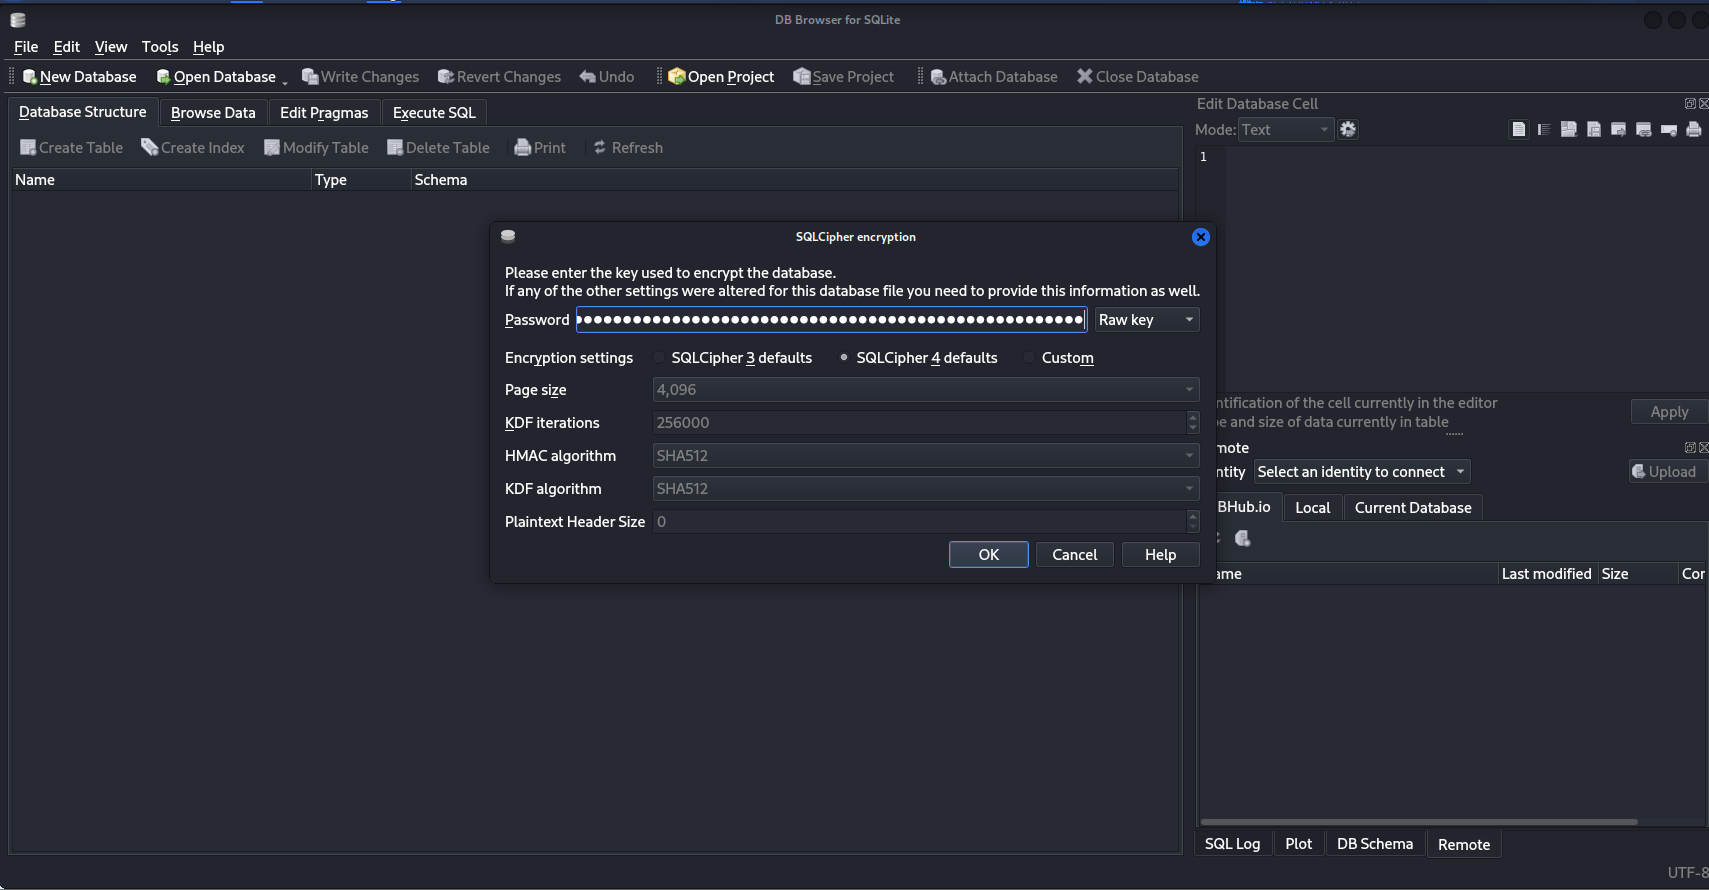 DB Browser for SQLite
File Edit View Tools Help
New Database Open Database Write Changes Revert Changes Undo Open Project Save Project Attach Database Close Database
Database Structure Browse Data Edit Pragmas Execute SQL
Create Table Create Index Modify Table Delete Table Print Refresh
Name Type Schema
Edit Database Cell
Mode: Text
1
SQLCipher encryption
Please enter the key used to encrypt the database.
If any of the other settings were altered for this database file you need to provide this information as well.
Password Raw key
Encryption settings SQLCipher 3 defaults SQLCipher 4 defaults Custom
Page size 4,096
KDF iterations 256000
HMAC algorithm SHA512
KDF algorithm SHA512
Plaintext Header Size 0
OK Cancel Help
ntification of the cell currently in the editor
pe and size of data currently in table
Apply
mote
ntity Select an identity to connect Upload
BHub.io Local Current Database
ame Last modified Size Cor
SQL Log Plot DB Schema Remote
UTF-8